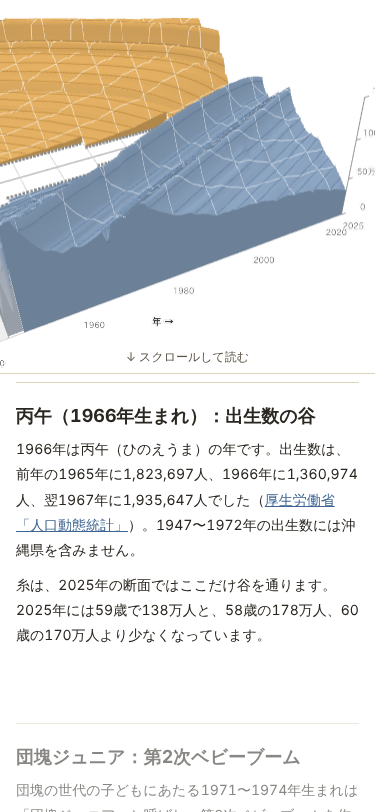 100
50万
0
2025
2020
2000
1980
1960
年 →
0
↓ スクロールして読む
丙午（1966年生まれ）：出生数の谷
1966年は丙午（ひのえうま）の年です。出生数は、
前年の1965年に1,823,697人、1966年に1,360,974
人、翌1967年に1,935,647人でした（厚生労働省
「人口動態統計」）。1947〜1972年の出生数には沖
縄県を含みません。
糸は、2025年の断面ではここだけ谷を通ります。
2025年には59歳で138万人と、58歳の178万人、60
歳の170万人より少なくなっています。
団塊ジュニア：第2次ベビーブーム
団塊の世代の子どもにあたる1971〜1974年生まれは